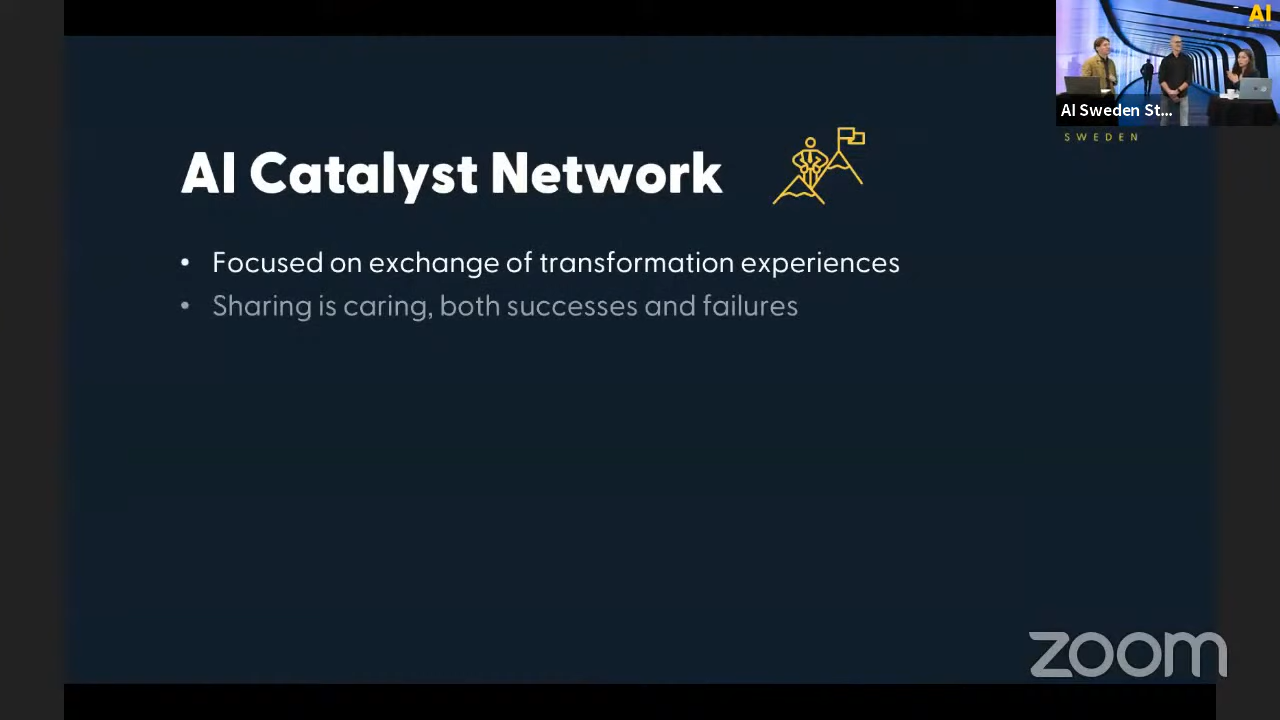 AI
AI Sweden St...
SWEDEN
AI Catalyst Network
• Focused on exchange of transformation experiences
• Sharing is caring, both successes and failures
zoom